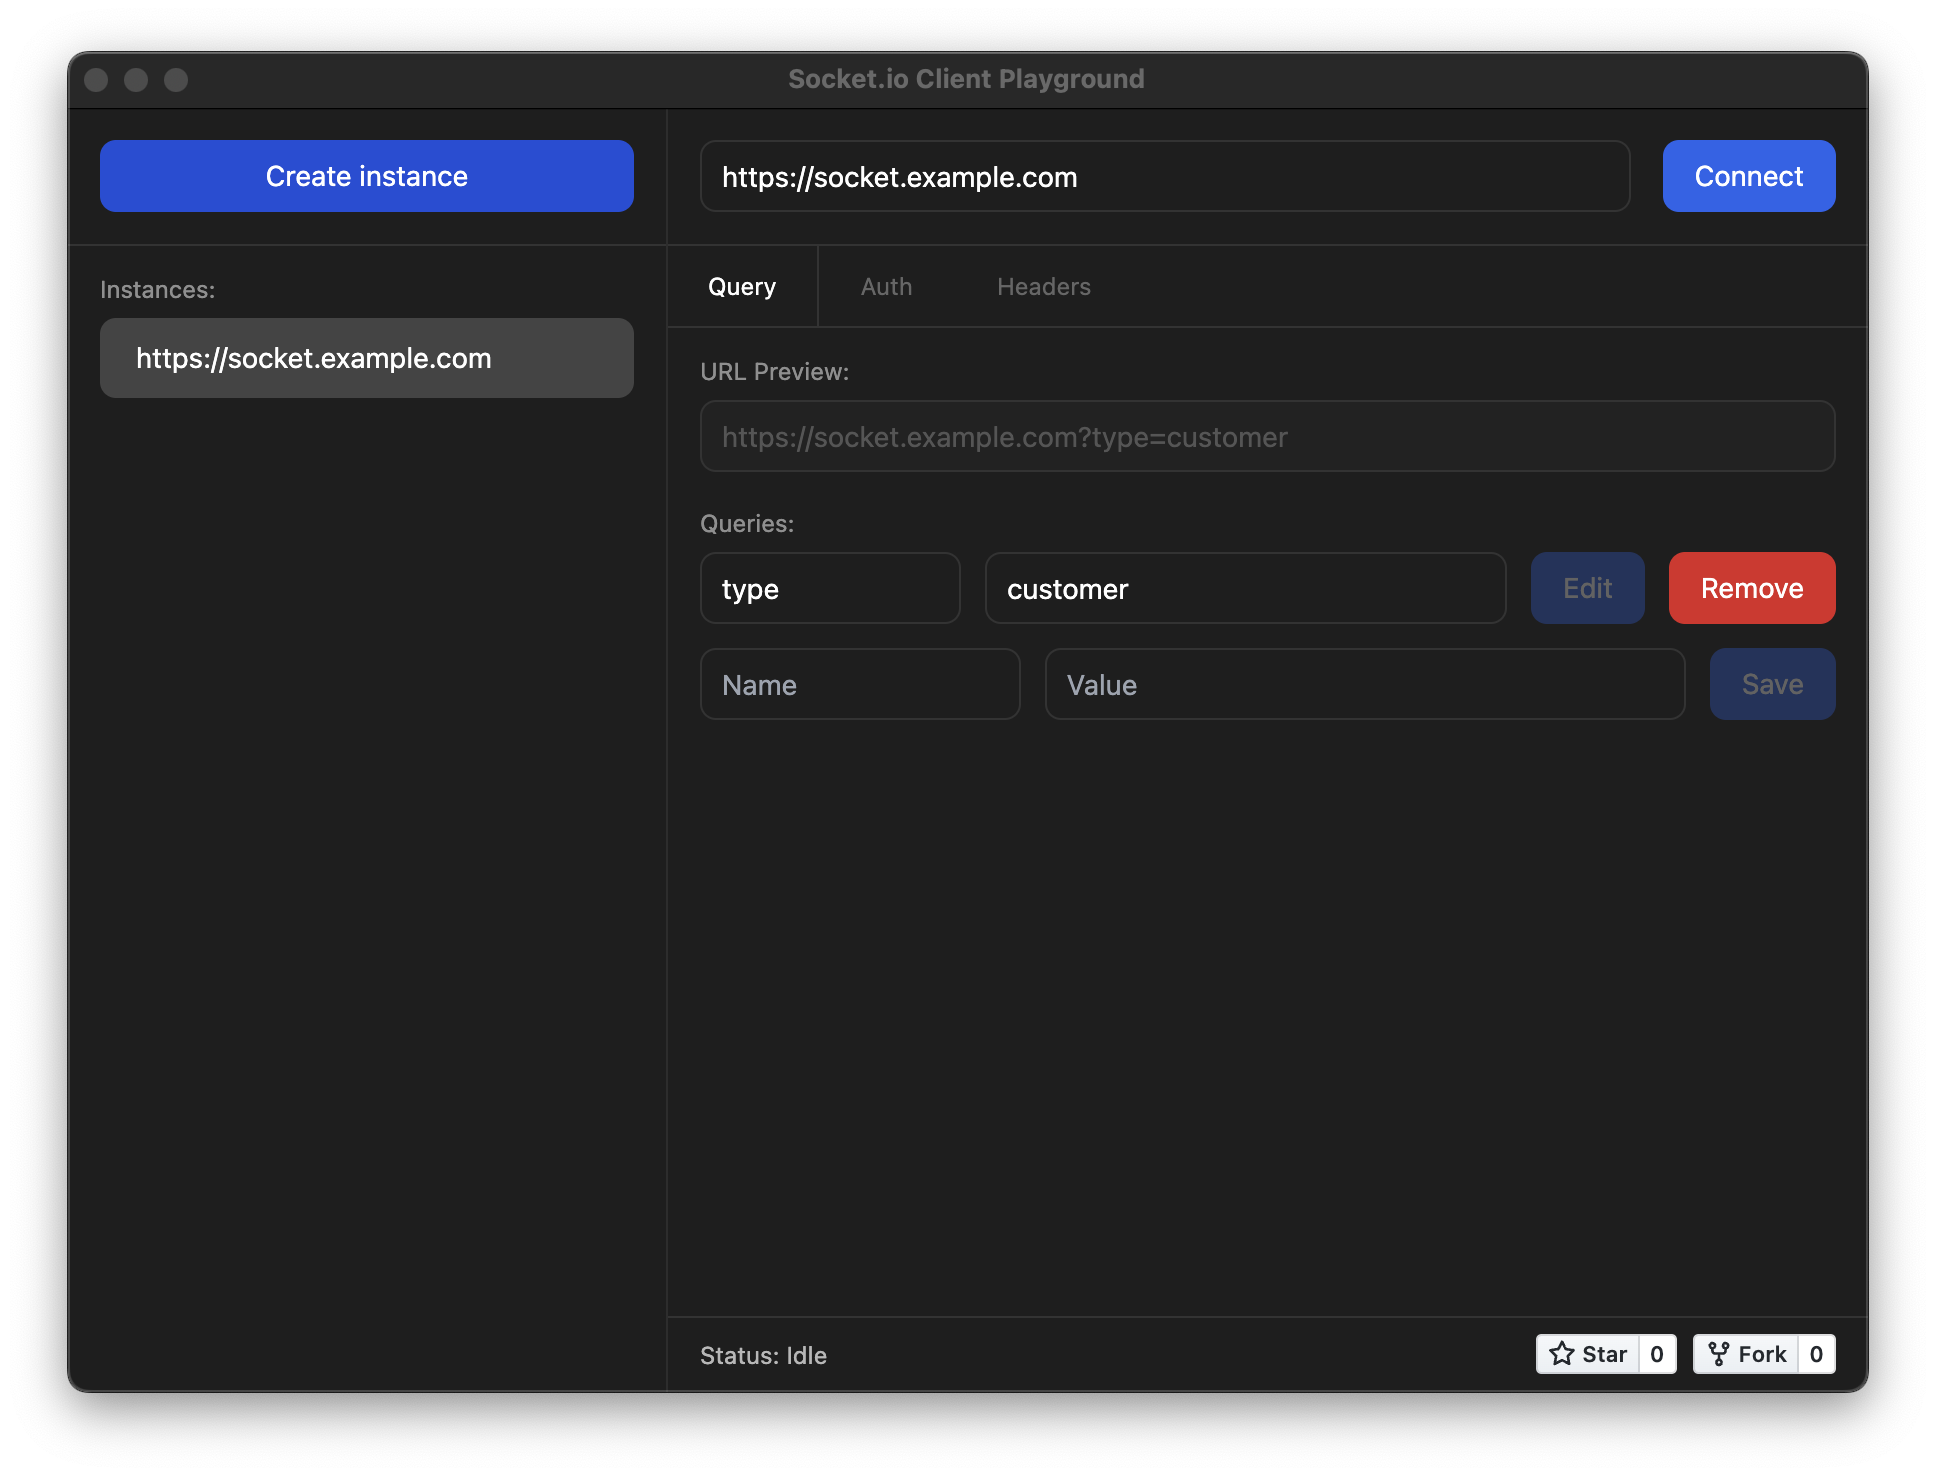 Socket.io Client Playground
Create instance
Instances:
https://socket.example.com
https://socket.example.com
Connect
Query
Auth
Headers
URL Preview:
https://socket.example.com?type=customer
Queries:
type
customer
Edit
Remove
Name
Value
Save
Status: Idle
Star
0
Fork
0